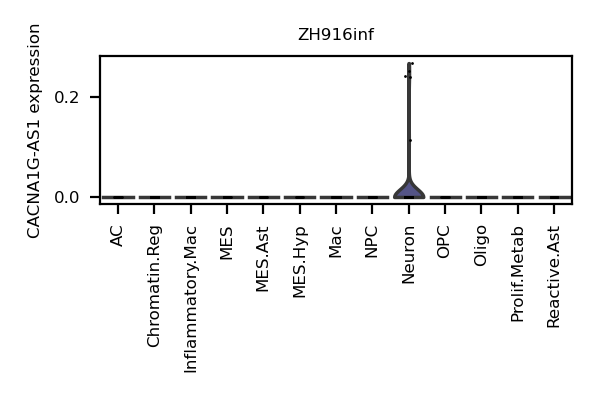 ZH916inf
CACNA1G-AS1 expression
0.2
0.0
AC
Chromatin.Reg
Inflammatory.Mac
MES
MES.Ast
MES.Hyp
Mac
NPC
Neuron
OPC
Oligo
Prolif.Metab
Reactive.Ast